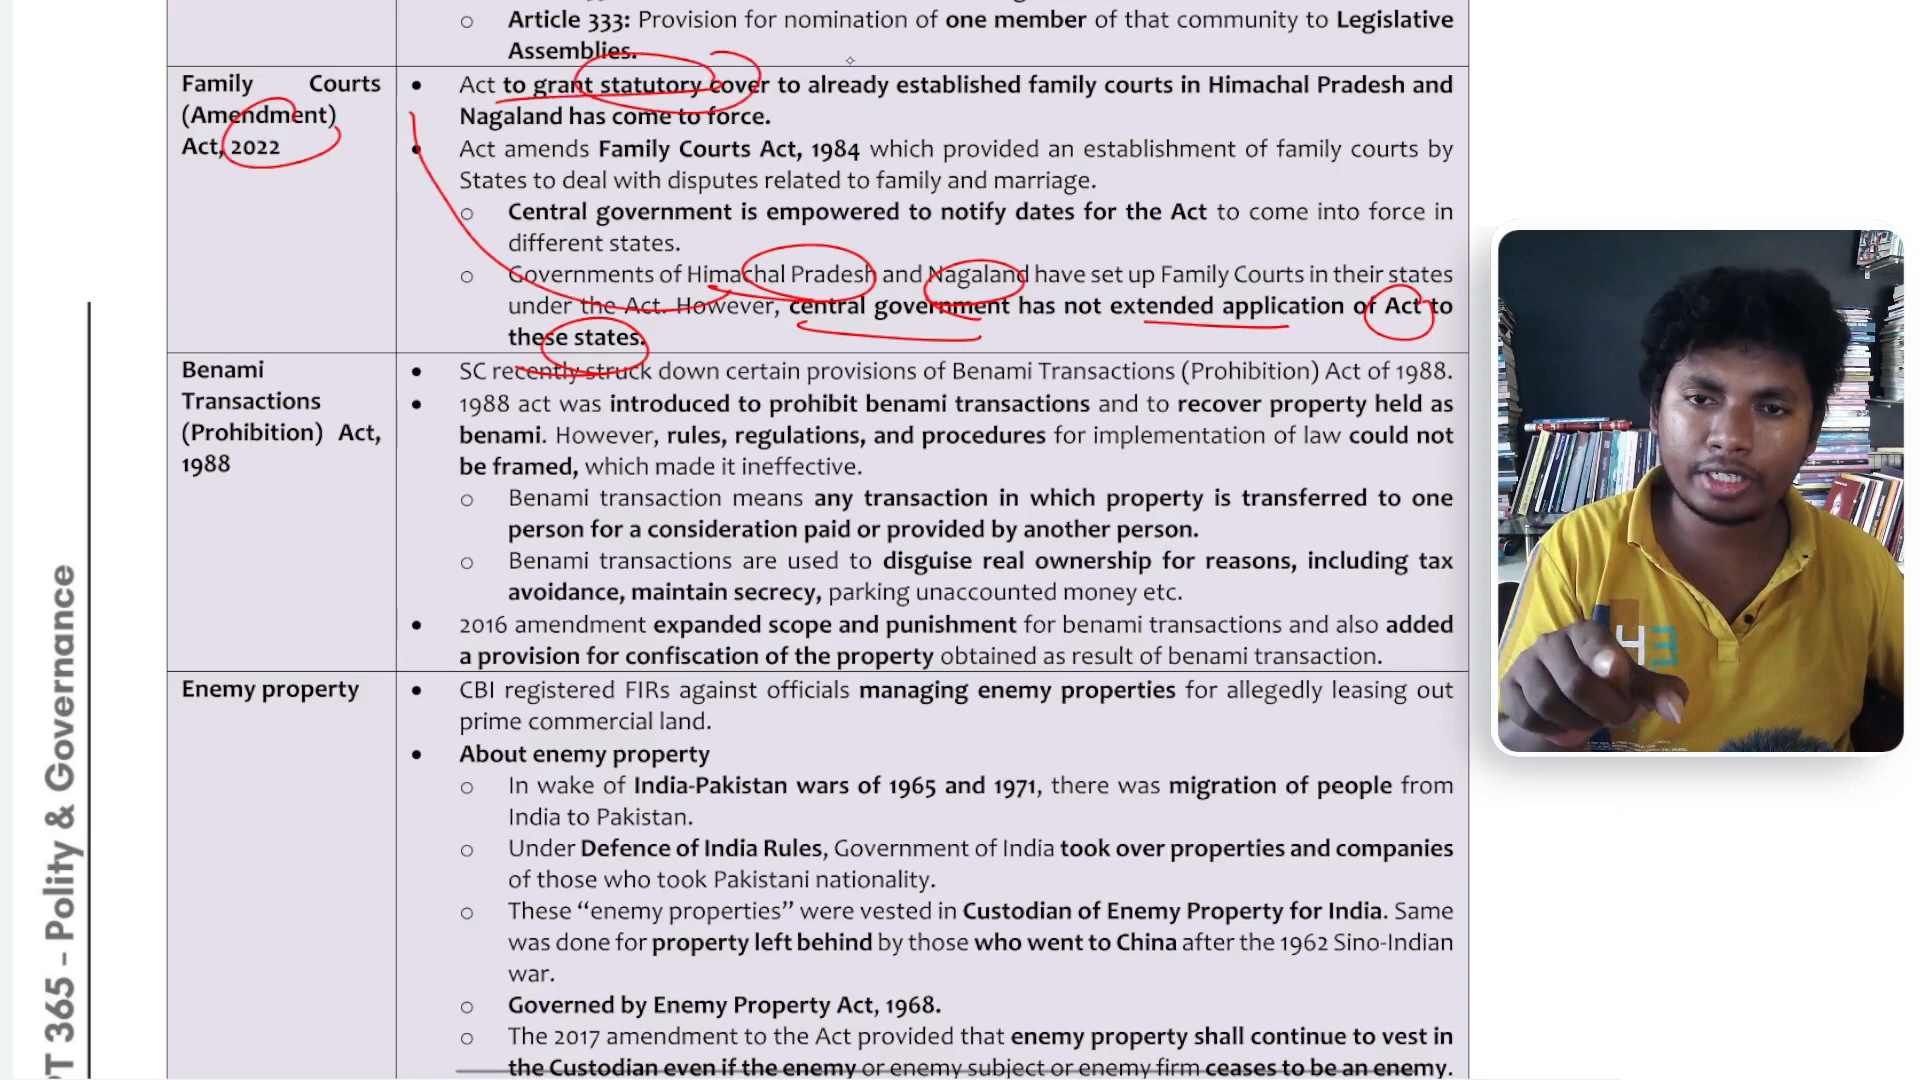 Article 333: Provision for nomination of one member of that community to Legislative
Assemblies.
Family Courts
(Amendment)
Act, 2022
Act to grant statutory cover to already established family courts in Himachal Pradesh and
Nagaland has come to force.
Act amends Family Courts Act, 1984 which provided an establishment of family courts by
States to deal with disputes related to family and marriage.
Central government is empowered to notify dates for the Act to come into force in
different states.
Governments of Himachal Pradesh and Nagaland have set up Family Courts in their states
under the Act. However, central government has not extended application of Act to
these states.
Benami
Transactions
(Prohibition) Act,
1988
SC recently struck down certain provisions of Benami Transactions (Prohibition) Act of 1988.
1988 act was introduced to prohibit benami transactions and to recover property held as
benami. However, rules, regulations, and procedures for implementation of law could not
be framed, which made it ineffective.
Benami transaction means any transaction in which property is transferred to one
person for a consideration paid or provided by another person.
Benami transactions are used to disguise real ownership for reasons, including tax
avoidance, maintain secrecy, parking unaccounted money etc.
2016 amendment expanded scope and punishment for benami transactions and also added
a provision for confiscation of the property obtained as result of benami transaction.
Enemy property
CBI registered FIRs against officials managing enemy properties for allegedly leasing out
prime commercial land.
About enemy property
In wake of India-Pakistan wars of 1965 and 1971, there was migration of people from
India to Pakistan.
Under Defence of India Rules, Government of India took over properties and companies
of those who took Pakistani nationality.
These “enemy properties” were vested in Custodian of Enemy Property for India. Same
was done for property left behind by those who went to China after the 1962 Sino-Indian
war.
Governed by Enemy Property Act, 1968.
The 2017 amendment to the Act provided that enemy property shall continue to vest in
the Custodian even if the enemy or enemy subject or enemy firm ceases to be an enemy.
PT 365 - Polity & Governance
43